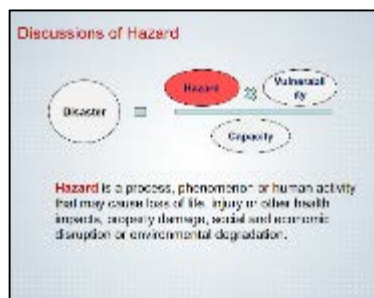 Discussions of Hazard
Hazard
Vulnerabil
ity
Disaster
=
Capacity
Hazard is a process, phenomenon or human activity
that may cause loss of life, injury or other health
impacts, property damage, social and economic
disruption or environmental degradation.